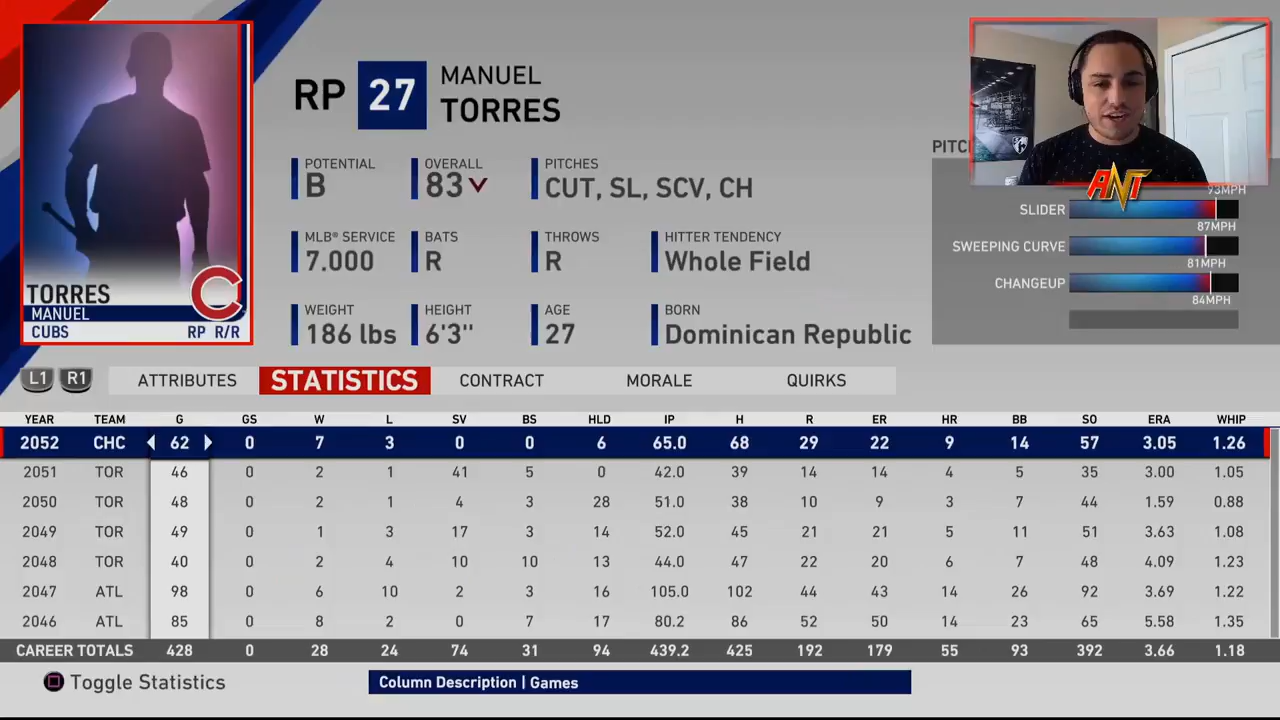 RP 27 MANUEL
TORRES
POTENTIAL
B
OVERALL
83
PITCHES
CUT, SL, SCV, CH
MLB® SERVICE
7.000
BATS
R
THROWS
R
HITTER TENDENCY
Whole Field
WEIGHT
186 lbs
HEIGHT
6'3"
AGE
27
BORN
Dominican Republic
TORRES
MANUEL
CUBS RP R/R
C
ANT
93MPH
SLIDER
87MPH
SWEEPING CURVE
81MPH
CHANGEUP
84MPH
L1 R1 ATTRIBUTES STATISTICS CONTRACT MORALE QUIRKS
YEAR TEAM G GS W L SV BS HLD IP H R ER HR BB SO ERA WHIP
2052 CHC 62 0 7 3 0 0 6 65.0 68 29 22 9 14 57 3.05 1.26
2051 TOR 46 0 2 1 41 5 0 42.0 39 14 14 4 5 35 3.00 1.05
2050 TOR 48 0 2 1 4 3 28 51.0 38 10 9 3 7 44 1.59 0.88
2049 TOR 49 0 1 3 17 3 14 52.0 45 21 21 5 11 51 3.63 1.08
2048 TOR 40 0 2 4 10 10 13 44.0 47 22 20 6 7 48 4.09 1.23
2047 ATL 98 0 6 10 2 3 16 105.0 102 44 43 14 26 92 3.69 1.22
2046 ATL 85 0 8 2 0 7 17 80.2 86 52 50 14 23 65 5.58 1.35
CAREER TOTALS 428 0 28 24 74 31 94 439.2 425 192 179 55 93 392 3.66 1.18
Toggle Statistics
Column Description | Games